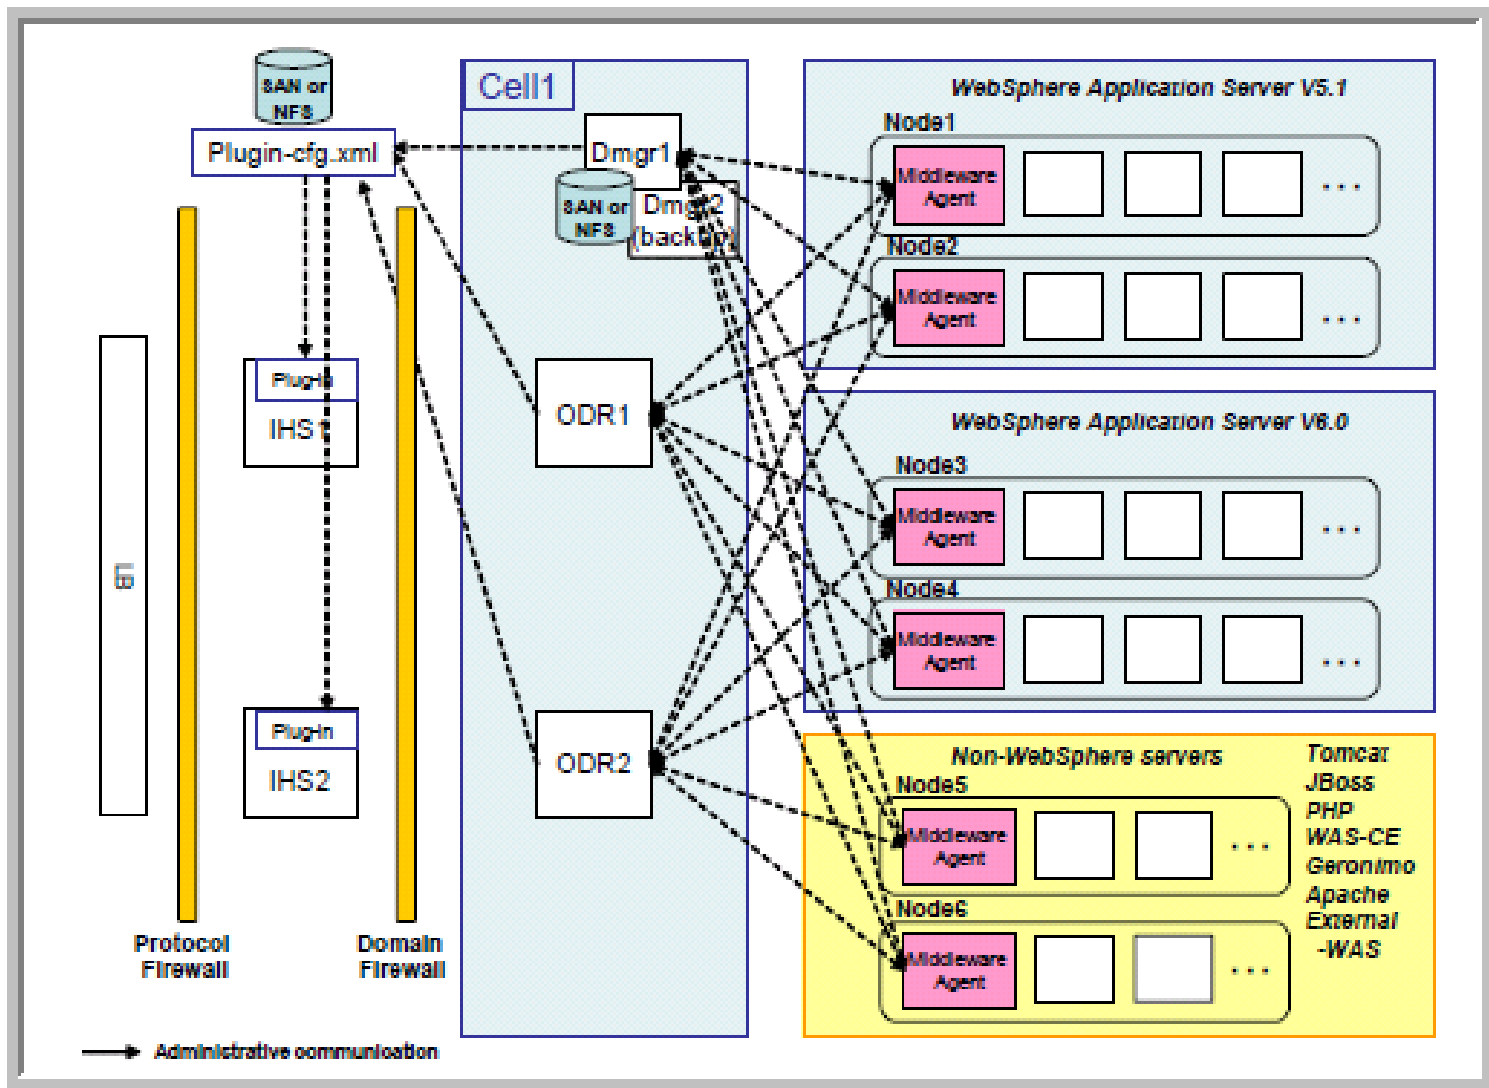 SAN or
NFS
Plugin-cfg.xml
Cell1
Dmgr1
SAN or
NFS
Dmgr2
(backup)
WebSphere Application Server V5.1
Node1
Middleware
Agent
...
Node2
Middleware
Agent
...
Plug-in
IHS1
ODR1
WebSphere Application Server V6.0
Node3
Middleware
Agent
...
Node4
Middleware
Agent
...
LB
Plug-in
IHS2
ODR2
Non-WebSphere servers
Node5
Middleware
Agent
...
Node6
Middleware
Agent
...
Tomcat
JBoss
PHP
WAS-CE
Geronimo
Apache
External
-WAS
Protocol
Firewall
Domain
Firewall
Administrative communication